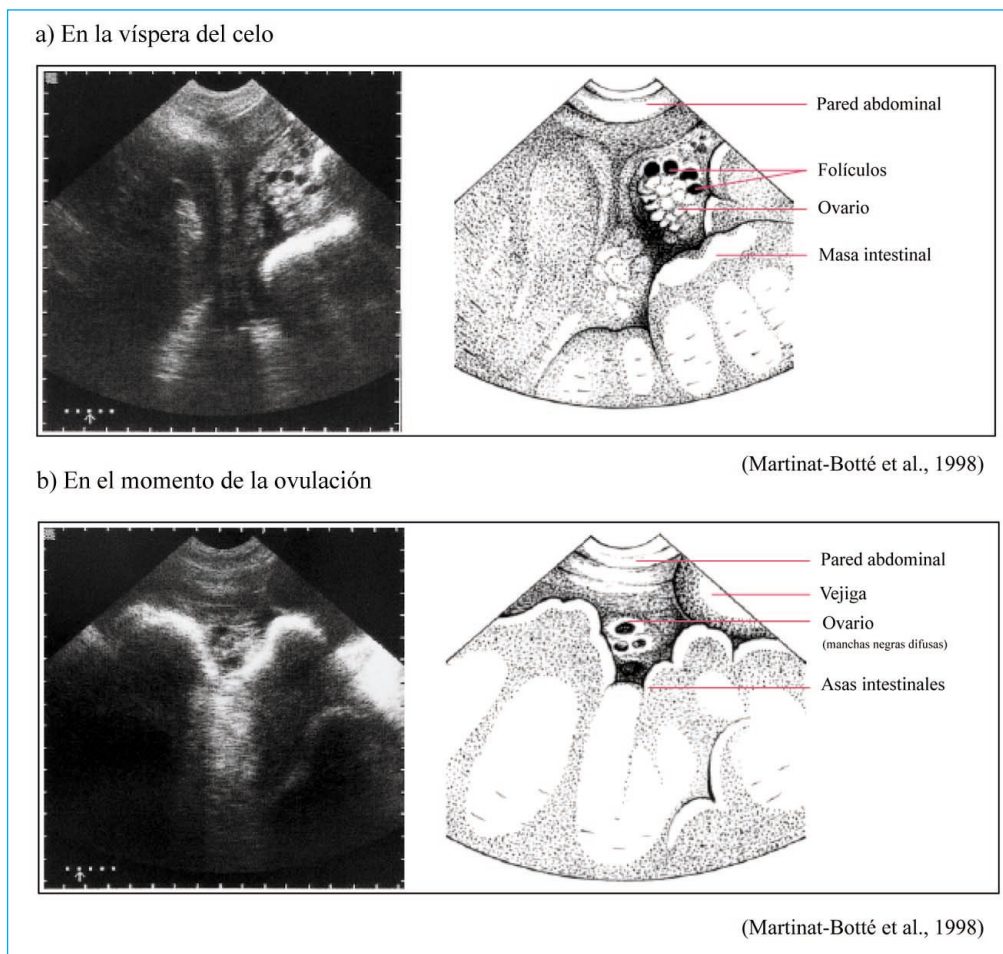 a) En la víspera del celo
Pared abdominal
Folículos
Ovario
Masa intestinal
(Martinat-Botté et al., 1998)
b) En el momento de la ovulación
Pared abdominal
Vejiga
Ovario
(manchas negras difusas)
Asas intestinales
(Martinat-Botté et al., 1998)